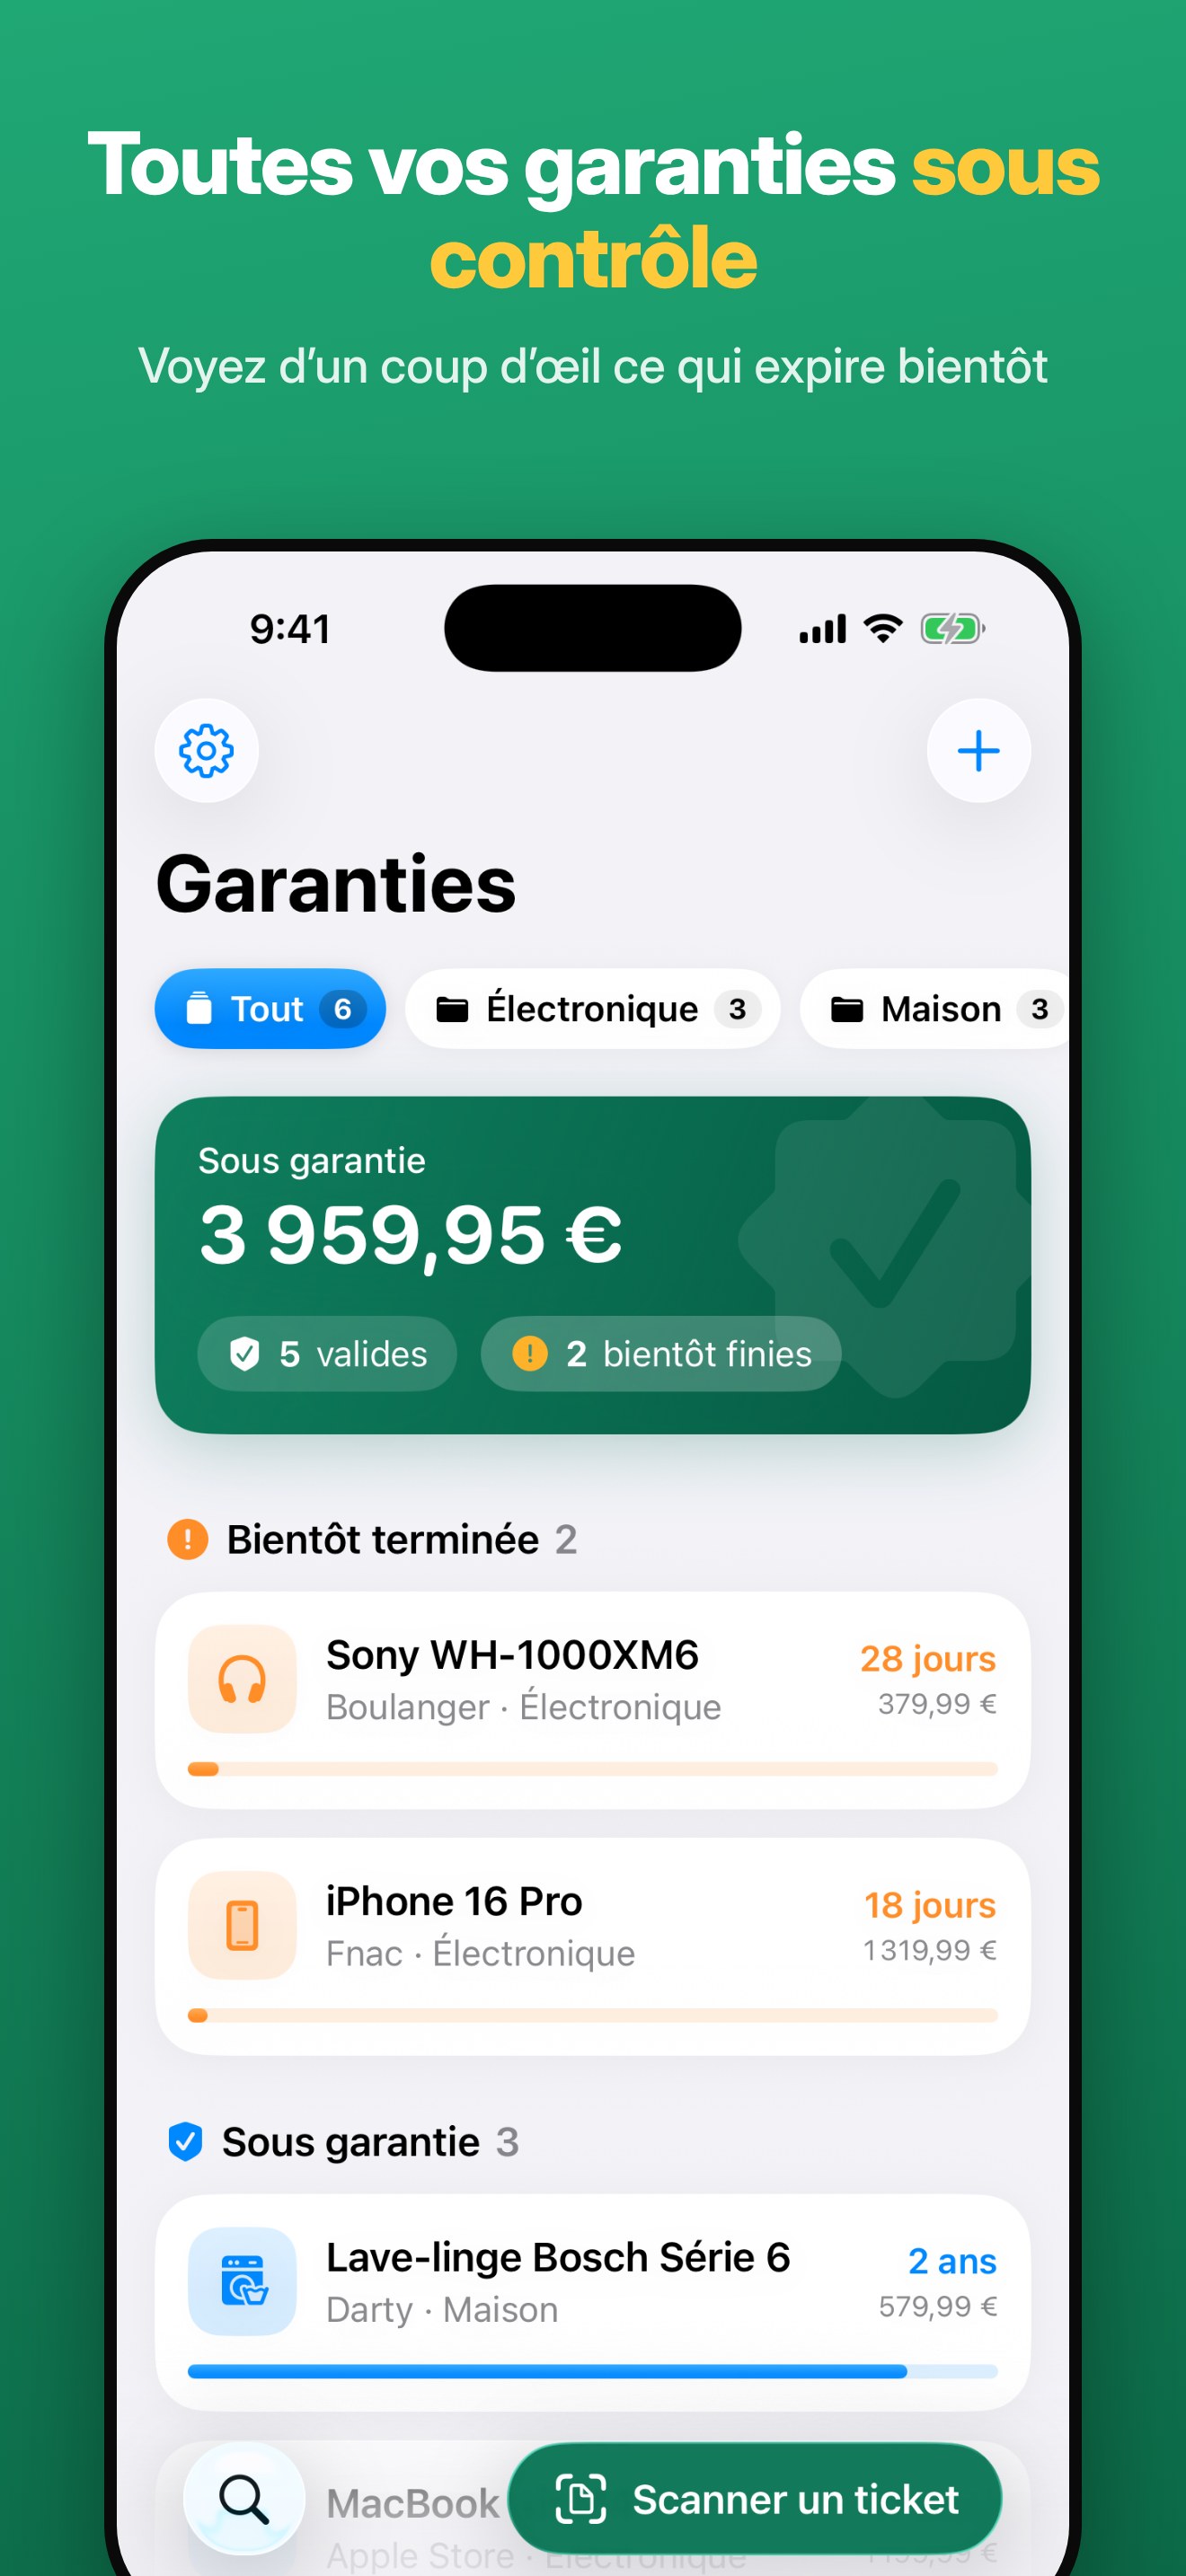 Toutes vos garanties sous
contrôle
Voyez d’un coup d’œil ce qui expire bientôt
9:41
Garanties
Tout 6 Électronique 3 Maison 3
Sous garantie
3 959,95 €
5 valides ! 2 bientôt finies
! Bientôt terminée 2
Sony WH-1000XM6 28 jours
Boulanger · Électronique 379,99 €
iPhone 16 Pro 18 jours
Fnac · Électronique 1 319,99 €
Sous garantie 3
Lave-linge Bosch Série 6 2 ans
Darty · Maison 579,99 €
MacBook Scanner un ticket
Apple Store · Électronique €